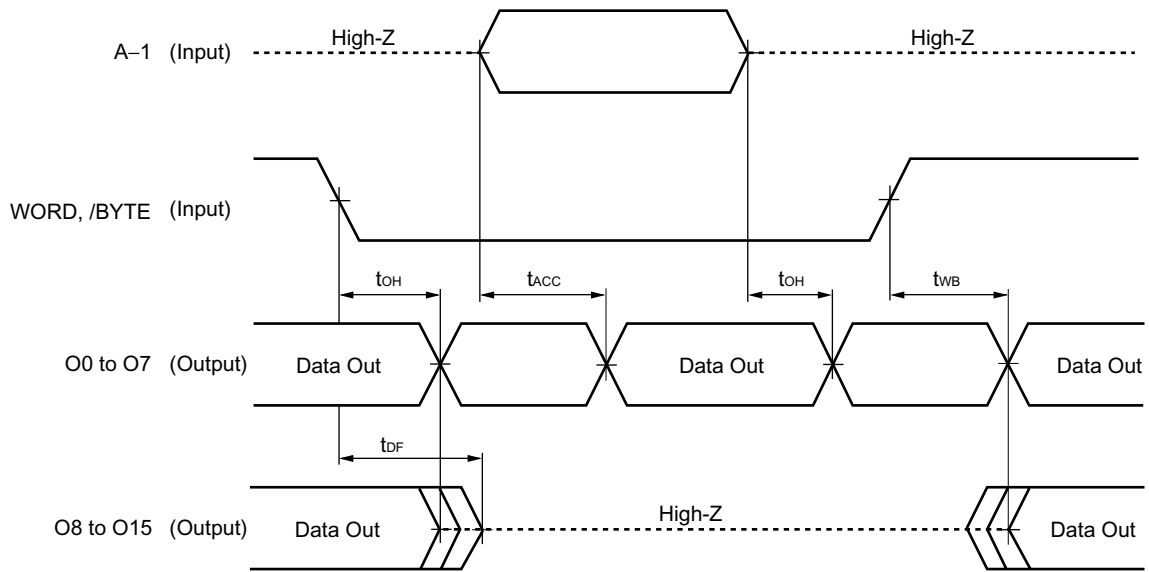 High-Z
High-Z
A–1 (Input)
WORD, /BYTE (Input)
tOH
tACC
tOH
tWB
O0 to O7 (Output)
Data Out
Data Out
Data Out
tDF
High-Z
O8 to O15 (Output)
Data Out
Data Out